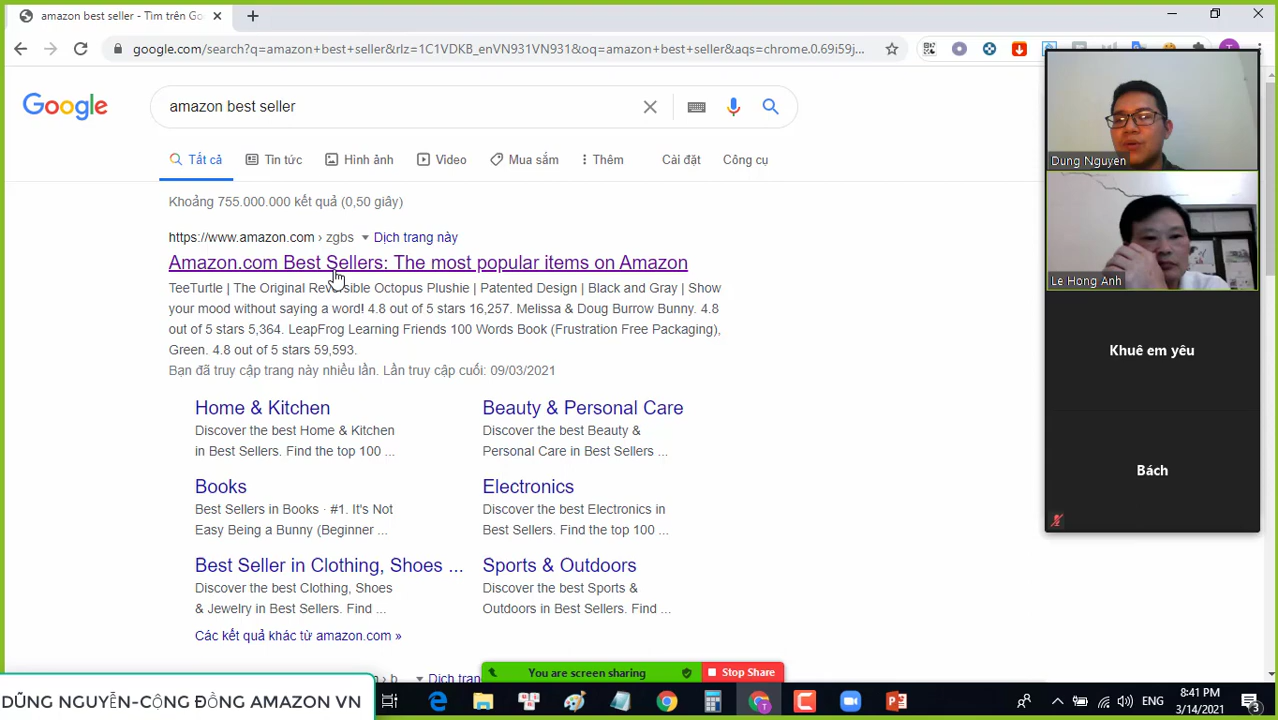 amazon best seller - Tìm trên Go
google.com/search?q=amazon+best+seller&rlz=1C1VDKB_enVN931VN931&oq=amazon+best+seller&aqs=chrome.0.69i59j...
Google
amazon best seller
Tất cả
Tin tức
Hình ảnh
Video
Mua sắm
Thêm
Cài đặt
Công cụ
Khoảng 755.000.000 kết quả (0,50 giây)
https://www.amazon.com › zgbs
Dịch trang này
Amazon.com Best Sellers: The most popular items on Amazon
TeeTurtle | The Original Reversible Octopus Plushie | Patented Design | Black and Gray | Show
your mood without saying a word! 4.8 out of 5 stars 16,257. Melissa & Doug Burrow Bunny. 4.8
out of 5 stars 5,364. LeapFrog Learning Friends 100 Words Book (Frustration Free Packaging),
Green. 4.8 out of 5 stars 59,593.
Bạn đã truy cập trang này nhiều lần. Lần truy cập cuối: 09/03/2021
Home & Kitchen
Discover the best Home & Kitchen
in Best Sellers. Find the top 100 ...
Beauty & Personal Care
Discover the best Beauty &
Personal Care in Best Sellers ...
Books
Best Sellers in Books · #1. It's Not
Easy Being a Bunny (Beginner ...
Electronics
Discover the best Electronics in
Best Sellers. Find the top 100 ...
Best Seller in Clothing, Shoes ...
Discover the best Clothing, Shoes
& Jewelry in Best Sellers. Find ...
Sports & Outdoors
Discover the best Sports &
Outdoors in Best Sellers. Find ...
Các kết quả khác từ amazon.com »
Dung Nguyen
Le Hong Anh
Khuê em yêu
Bách
You are screen sharing
Stop Share
DŨNG NGUYỄN-CỘNG ĐỒNG AMAZON VN
ENG
8:41 PM
3/14/2021
3